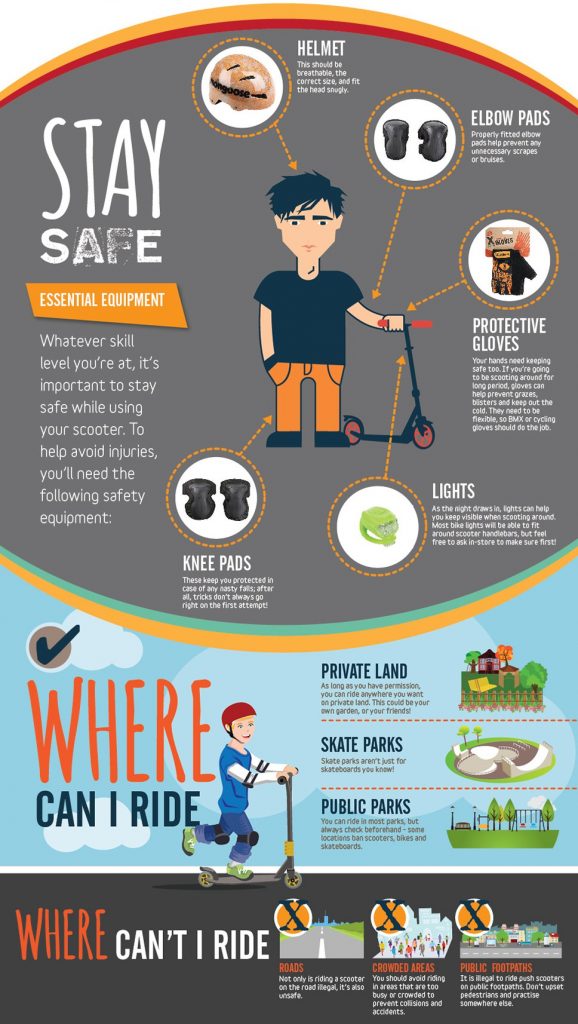 HELMET
This should be
breathable, the
correct size, and fit
the head snugly.
mongoose
ELBOW PADS
Properly fitted elbow
pads help prevent any
unnecessary scrapes
or bruises.
STAY
SAFE
ESSENTIAL EQUIPMENT
Whatever skill
level you're at, it's
important to stay
safe while using
your scooter. To
help avoid injuries,
you'll need the
following safety
equipment:
GLOVES
PROTECTIVE
GLOVES
Your hands need keeping
safe too. If you're going
to be scooting around for
long period, gloves can
help prevent grazes,
blisters and keep out the
cold. They need to be
flexible, so BMX or cycling
gloves should do the job.
LIGHTS
As the night draws in, lights can help
you keep visible when scooting around.
Most bike lights will be able to fit
around scooter handlebars, but feel
free to ask in-store to make sure first!
KNEE PADS
These keep you protected in
case of any nasty falls; after
all, tricks don't always go
right on the first attempt!
WHERE
CAN I RIDE
PRIVATE LAND
As long as you have permission,
you can ride anywhere you want
on private land. This could be your
own garden, or your friends!
SKATE PARKS
Skate parks aren't just for
skateboards you know!
PUBLIC PARKS
You can ride in most parks, but
always check beforehand - some
locations ban scooters, bikes and
skateboards.
WHERE CAN'T I RIDE
X
X
X
ROADS
Not only is riding a scooter
on the road illegal, it's also
unsafe.
CROWDED AREAS
You should avoid riding
in areas that are too
busy or crowded to
prevent collisions and
accidents.
PUBLIC FOOTPATHS
It is illegal to ride push scooters
on public footpaths. Don't upset
pedestrians and practise
somewhere else.